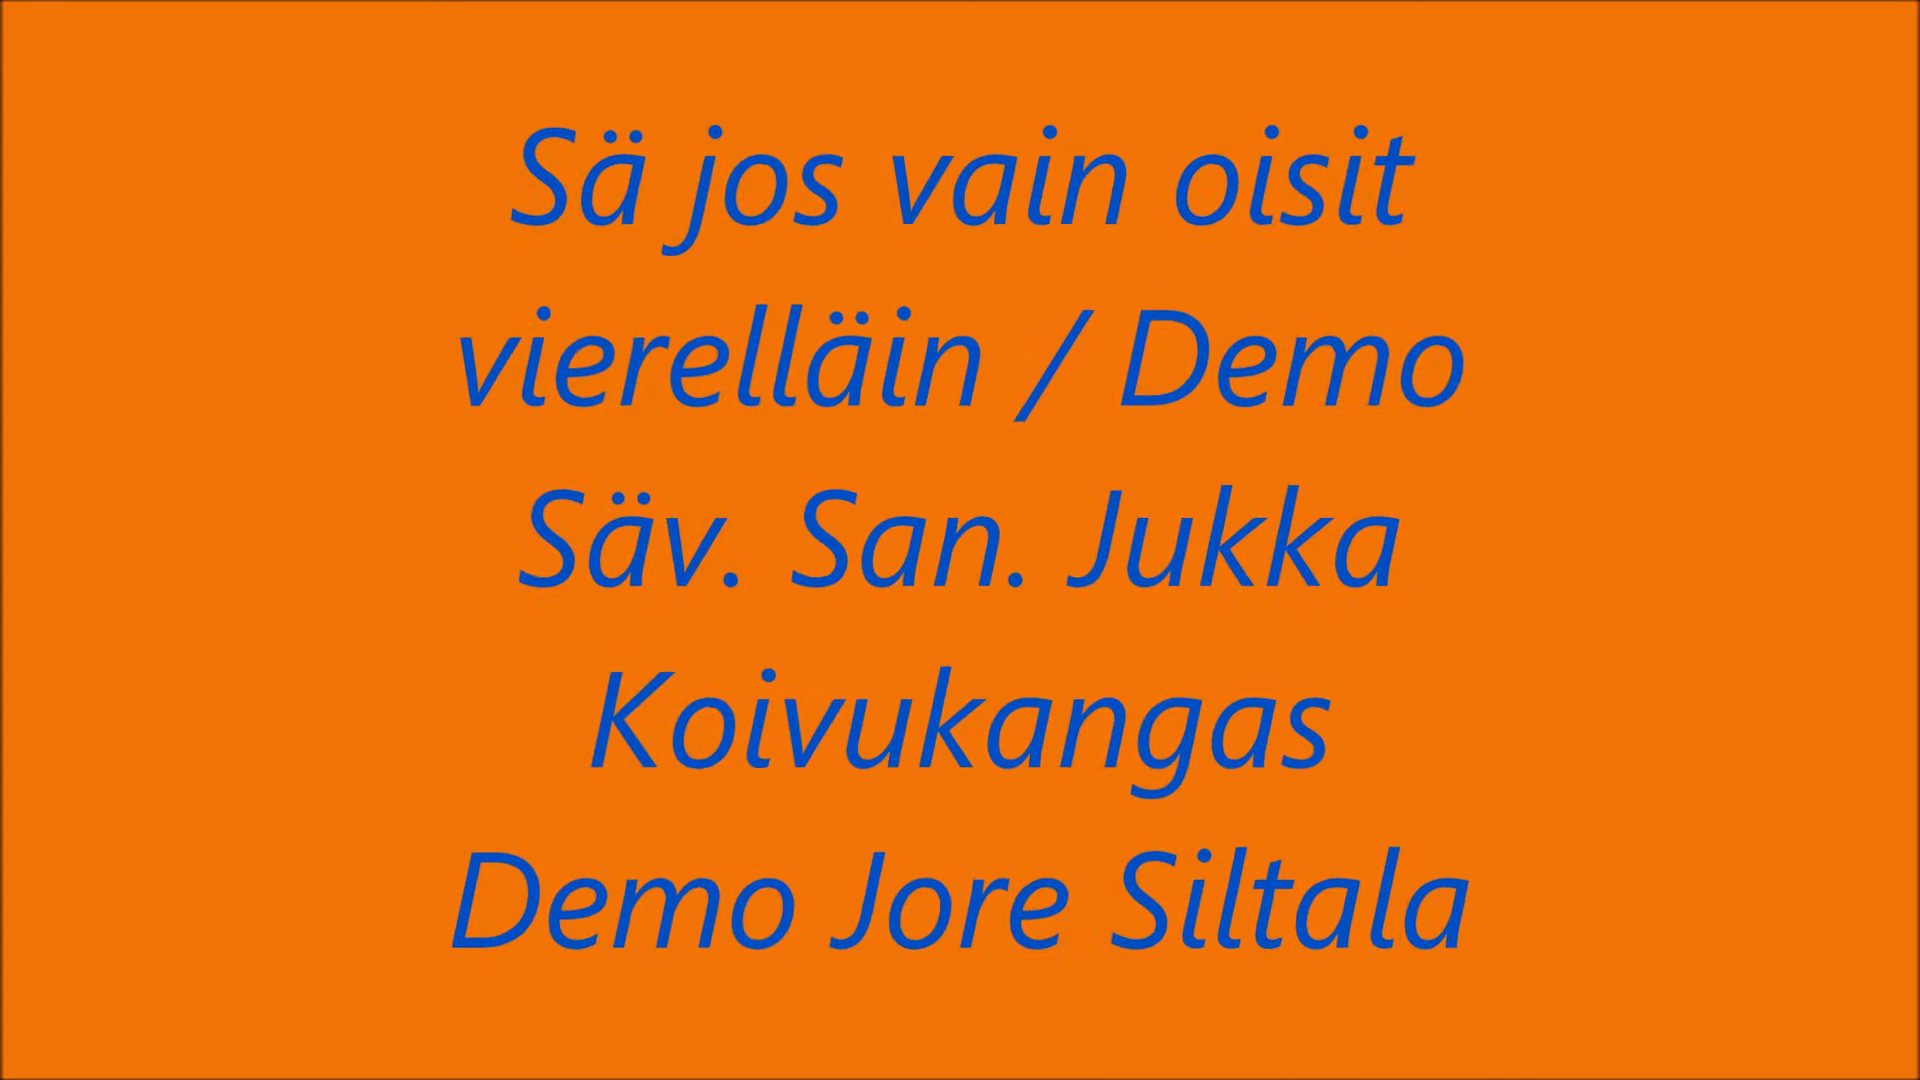 Sä jos vain oisit
vierelläin / Demo
Säv. San. Jukka
Koivukangas
Demo Jore Siltala